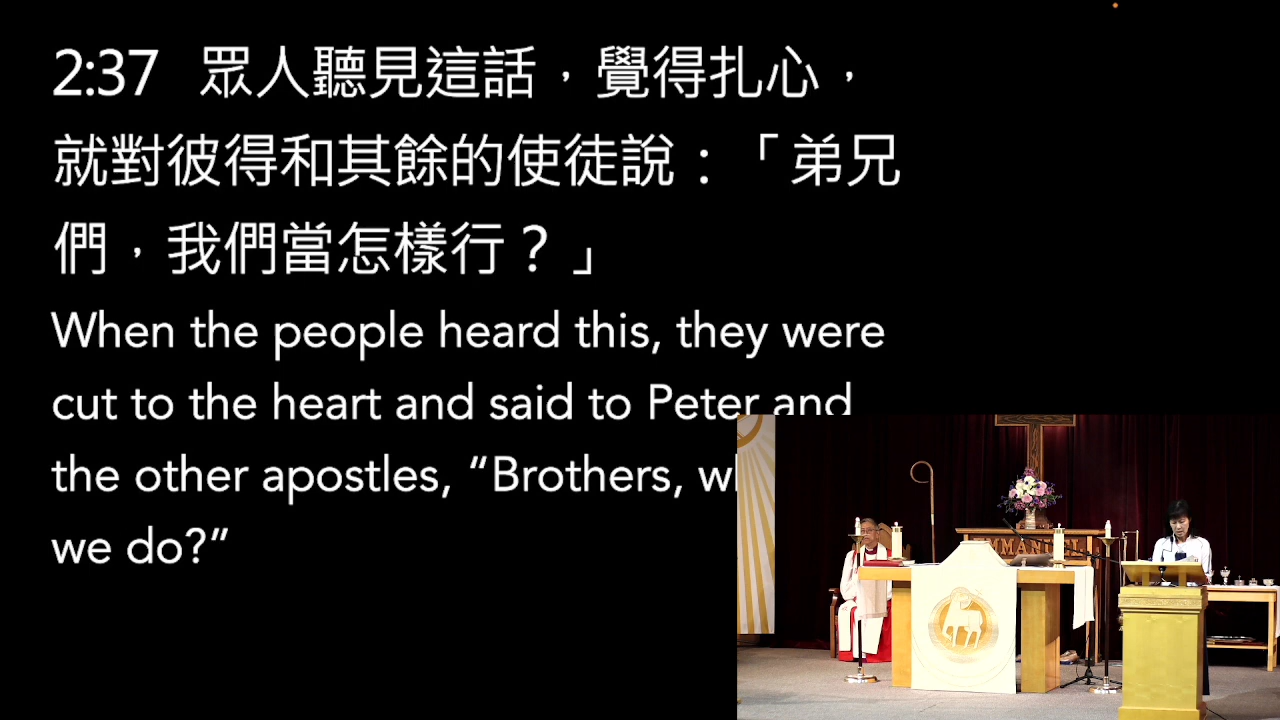 2:37 眾人聽見這話，覺得扎心，
就對彼得和其餘的使徒說：「弟兄
們，我們當怎樣行？」
When the people heard this, they were
cut to the heart and said to Peter and
the other apostles, “Brothers,
we do?”